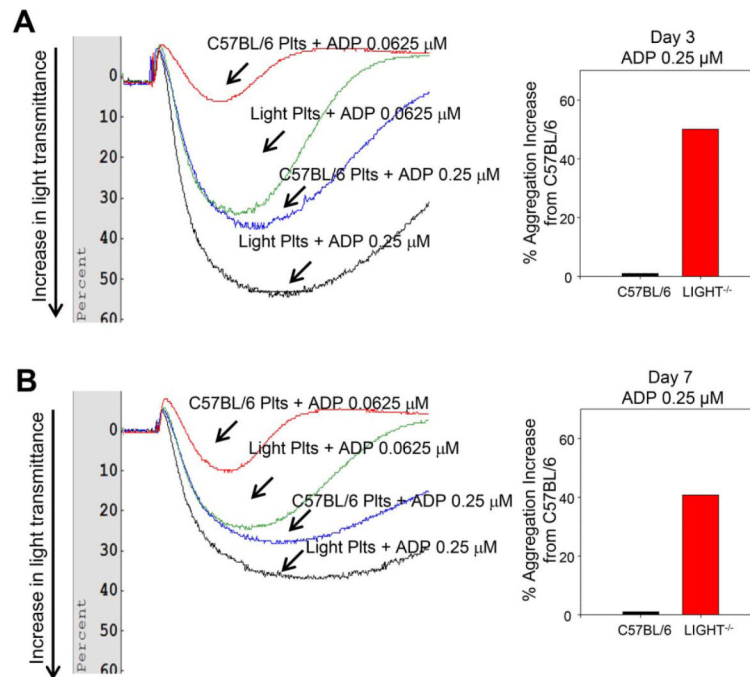 A
Increase in light transmittance
Percent
0
10
20
30
40
50
60
C57BL/6 Plts + ADP 0.0625 μM
Light Plts + ADP 0.0625 μM
C57BL/6 Plts + ADP 0.25 μM
Light Plts + ADP 0.25 μM
Day 3
ADP 0.25 μM
% Aggregation Increase
from C57BL/6
60
40
20
0
C57BL/6 LIGHT-/-
B
Increase in light transmittance
Percent
0
10
20
30
40
50
60
C57BL/6 Plts + ADP 0.0625 μM
Light Plts + ADP 0.0625 μM
C57BL/6 Plts + ADP 0.25 μM
Light Plts + ADP 0.25 μM
Day 7
ADP 0.25 μM
% Aggregation Increase
from C57BL/6
60
40
20
0
C57BL/6 LIGHT-/-